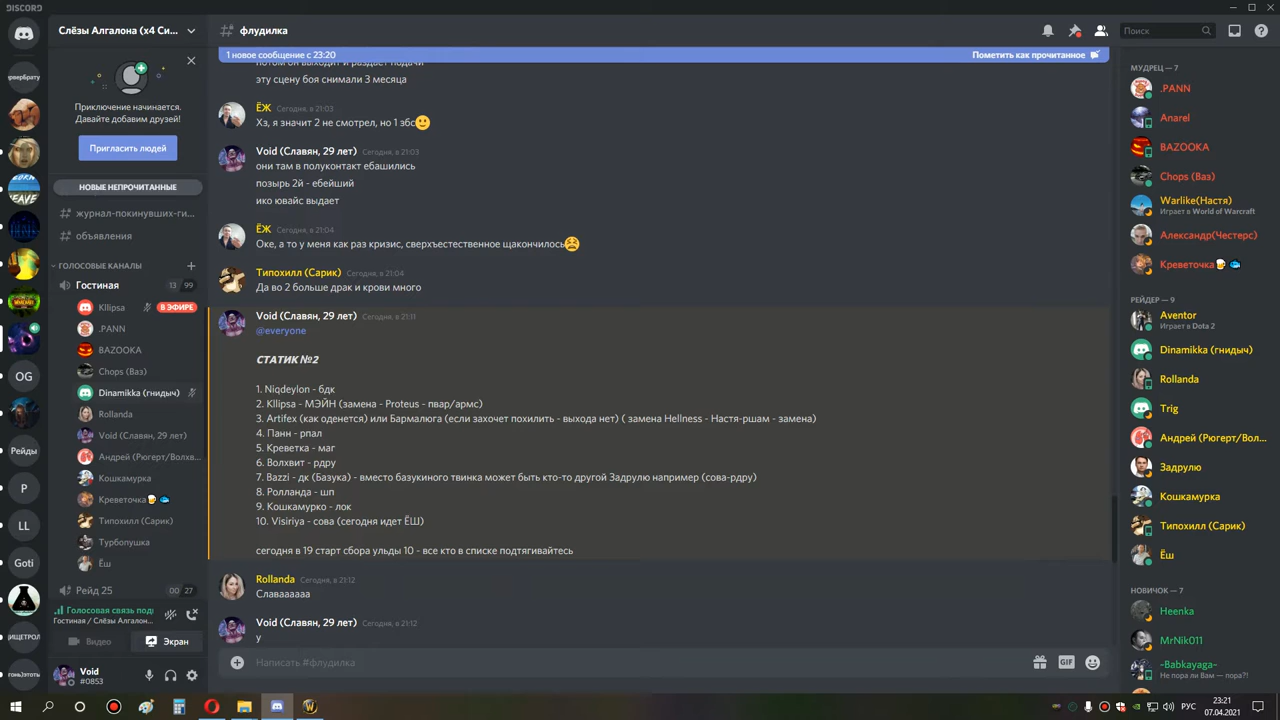 DISCORD
Слёзы Алгалона (x4 Си...
# флудилка
Поиск
ерверБрату
Приключение начинается.
Давайте добавим друзей!
Пригласить людей
НОВЫЕ НЕПРОЧИТАННЫЕ
# журнал-покинувших-ги...
# объявления
ГОЛОСОВЫЕ КАНАЛЫ
Гостиная 13 99
Kllipsa В ЭФИРЕ
.PANN
BAZOOKA
Chops (Ваз)
Dinamikka (гнидыч)
Rollanda
Void (Славян, 29 лет)
Андрей (Рюгерт/Волхв...
Кошкамурка
Креветочка
Типохилл (Сарик)
Турбопушка
Ёш
Рейд 25 00 27
OG
Рейды
P
LL
Goti
ИЩЕТРОЛ
Голосовая связь под
Гостиная / Слёзы Алгалон...
Видео
Экран
Void
#0853
1 новое сообщение с 23:20
Пометить как прочитанное
потом он выходит и раздает подачи
эту сцену боя снимали 3 месяца
ЁЖ Сегодня, в 21:03
Хз, я значит 2 не смотрел, но 1 збс
Void (Славян, 29 лет) Сегодня, в 21:03
они там в полуконтакт ебашились
позырь 2й - ебейший
ико ювайс выдает
ЁЖ Сегодня, в 21:04
Оке, а то у меня как раз кризис, сверхъестественное щакончилось
Типохилл (Сарик) Сегодня, в 21:04
Да во 2 больше драк и крови много
Void (Славян, 29 лет) Сегодня, в 21:11
@everyone
СТАТИК №2
1. Niqdeylon - бдк
2. Kllipsa - МЭЙН (замена - Proteus - пвар/армс)
3. Artifex (как оденется) или Бармалюга (если захочет похилить - выхода нет) ( замена Hellness - Настя-ршам - замена)
4. Панн - рпал
5. Креветка - маг
6. Волхвит - рдру
7. Bazzi - дк (Базука) - вместо базукиного твинка может быть кто-то другой Задрулю например (сова-рдру)
8. Ролланда - шп
9. Кошкамурко - лок
10. Visiriya - сова (сегодня идет ЁШ)
сегодня в 19 старт сбора ульды 10 - все кто в списке подтягивайтесь
Rollanda Сегодня, в 21:12
Славаааааа
Void (Славян, 29 лет) Сегодня, в 21:12
у
Написать #флудилка
GIF
МУДРЕЦ — 7
.PANN
Anarel
BAZOOKA
Chops (Ваз)
Warlike(Настя)
Играет в World of Warcraft
Александр(Честерс)
Креветочка
РЕЙДЕР — 9
Aventor
Играет в Dota 2
Dinamikka (гнидыч)
Rollanda
Trig
Андрей (Рюгерт/Вол...
Задрулю
Кошкамурка
Типохилл (Сарик)
Ёш
НОВИЧОК — 7
Heenka
MrNik011
-Babkayaga-
Не пора ли Вам — пора?!
РУС
23:21
07.04.2021